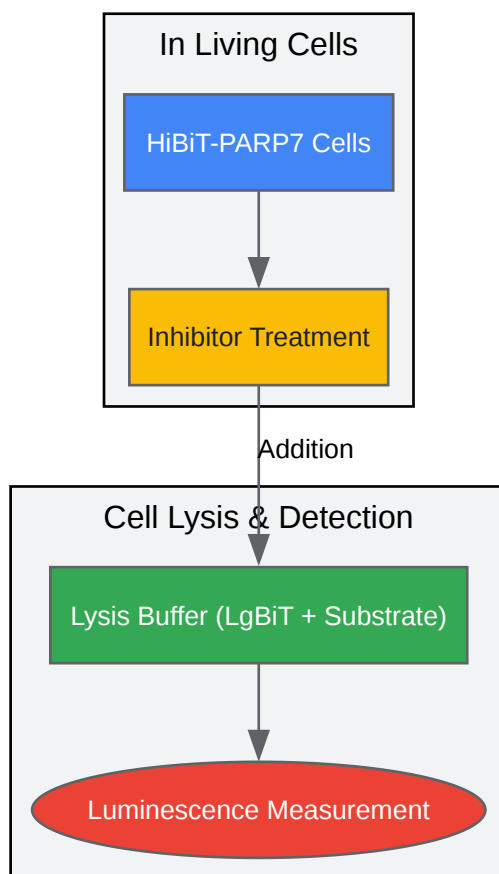 In Living Cells
HiBiT-PARP7 Cells
Inhibitor Treatment
Addition
Cell Lysis & Detection
Lysis Buffer (LgBiT + Substrate)
Luminescence Measurement